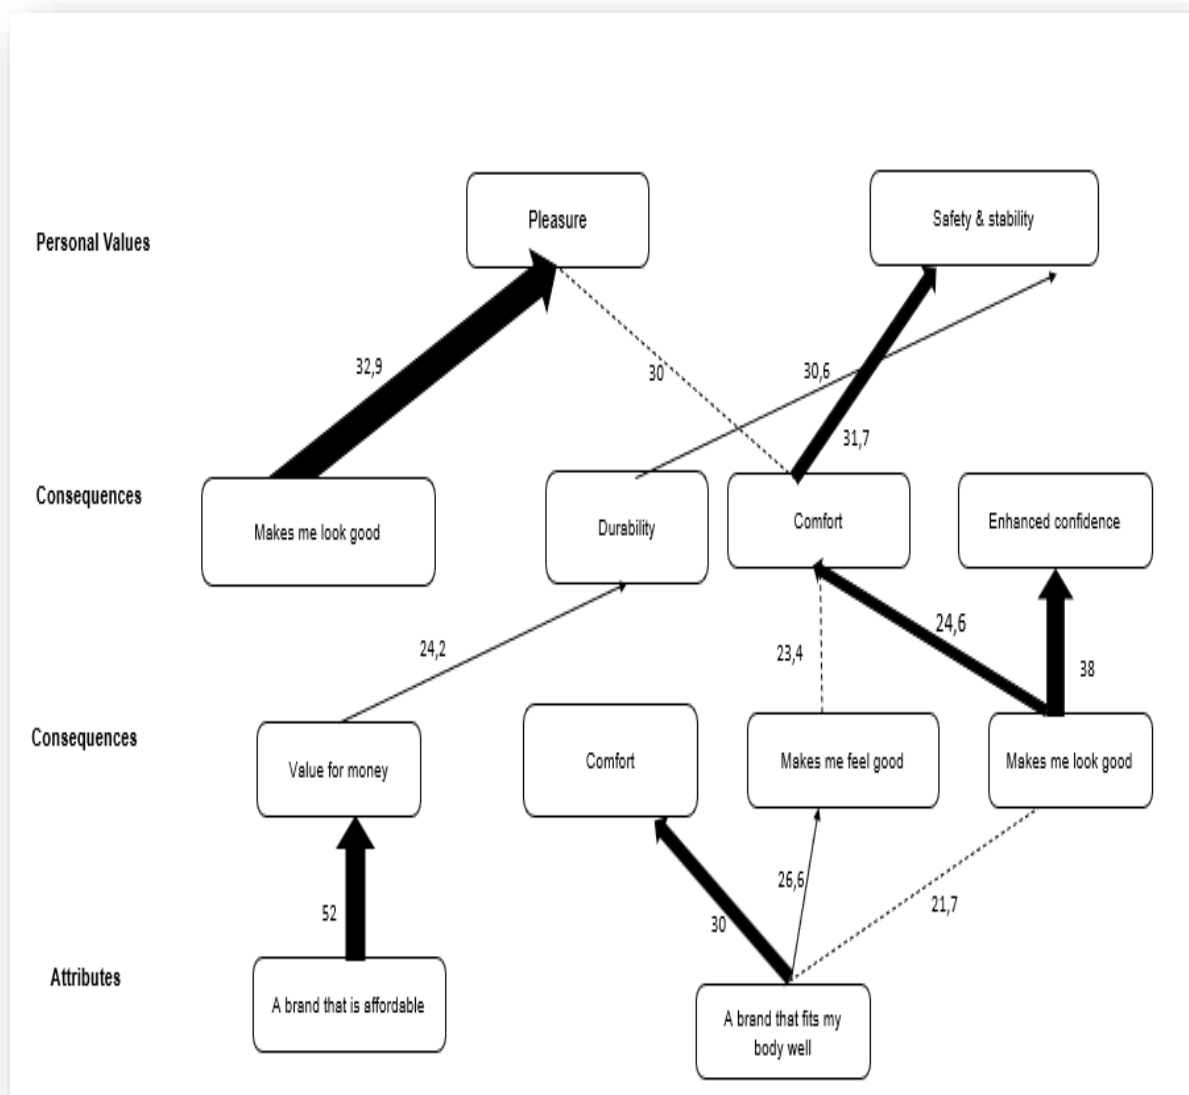 Pleasure
Safety & stability
Personal Values
32,9
30
30,6
31,7
Consequences
Makes me look good
Durability
Comfort
Enhanced confidence
24,2
23,4
24,6
38
Consequences
Value for money
Comfort
Makes me feel good
Makes me look good
52
30
26,6
21,7
Attributes
A brand that is affordable
A brand that fits my
body well